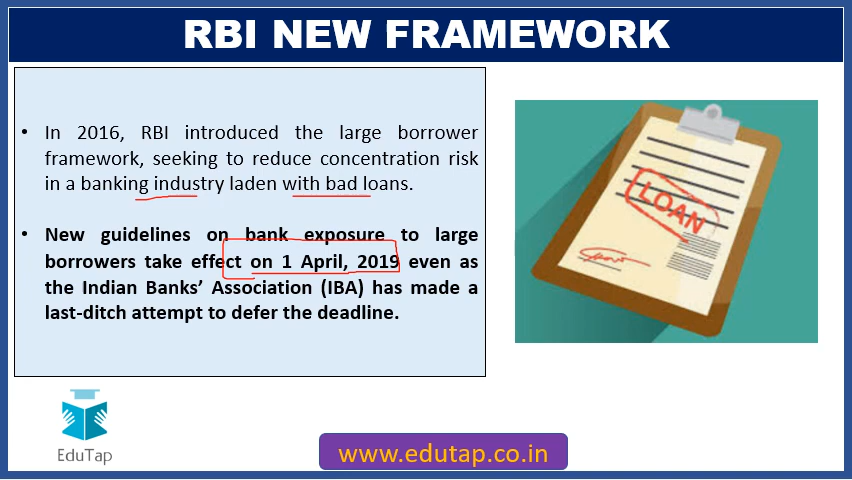 RBI NEW FRAMEWORK
• In 2016, RBI introduced the large borrower
framework, seeking to reduce concentration risk
in a banking industry laden with bad loans.
• New guidelines on bank exposure to large
borrowers take effect on 1 April, 2019 even as
the Indian Banks’ Association (IBA) has made a
last-ditch attempt to defer the deadline.
LOAN
EduTap
www.edutap.co.in